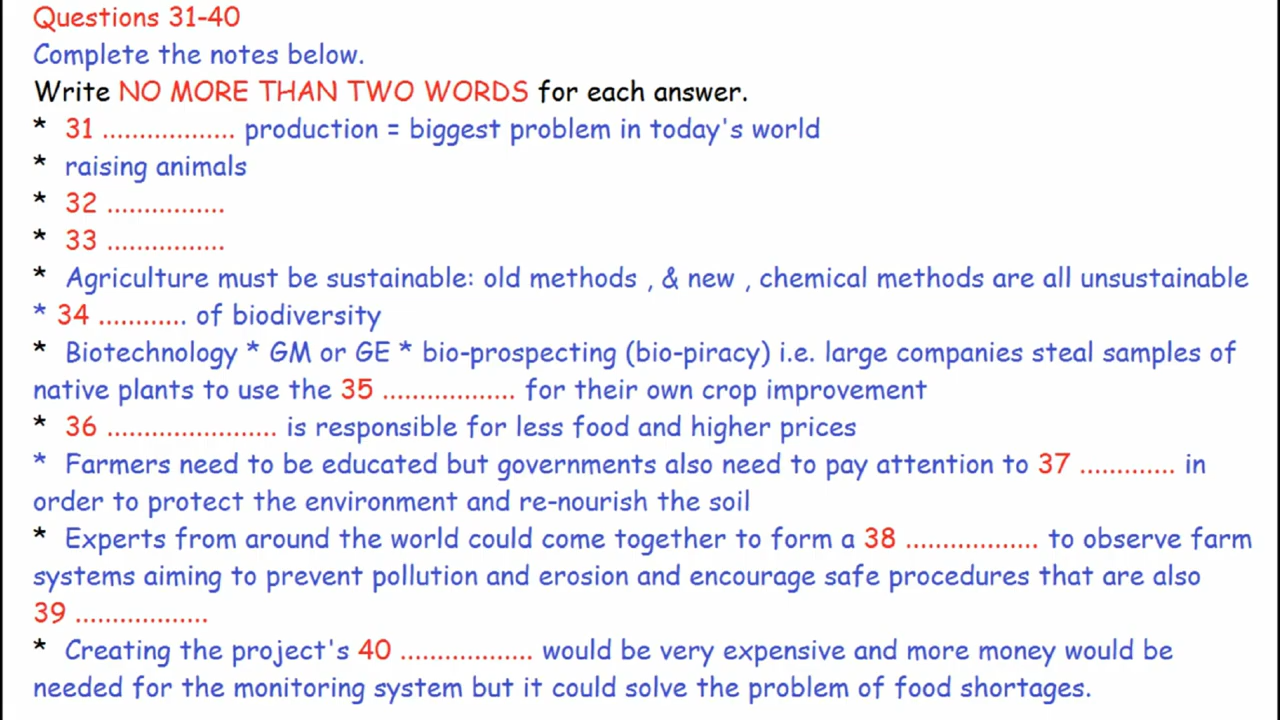 Questions 31-40
Complete the notes below.
Write NO MORE THAN TWO WORDS for each answer.
* 31 .................. production = biggest problem in today's world
* raising animals
* 32 ................
* 33 ................
* Agriculture must be sustainable: old methods , & new , chemical methods are all unsustainable
* 34 ............ of biodiversity
* Biotechnology * GM or GE * bio-prospecting (bio-piracy) i.e. large companies steal samples of
native plants to use the 35 .................. for their own crop improvement
* 36 ....................... is responsible for less food and higher prices
* Farmers need to be educated but governments also need to pay attention to 37 ............. in
order to protect the environment and re-nourish the soil
* Experts from around the world could come together to form a 38 .................. to observe farm
systems aiming to prevent pollution and erosion and encourage safe procedures that are also
39 ..................
* Creating the project's 40 .................. would be very expensive and more money would be
needed for the monitoring system but it could solve the problem of food shortages.